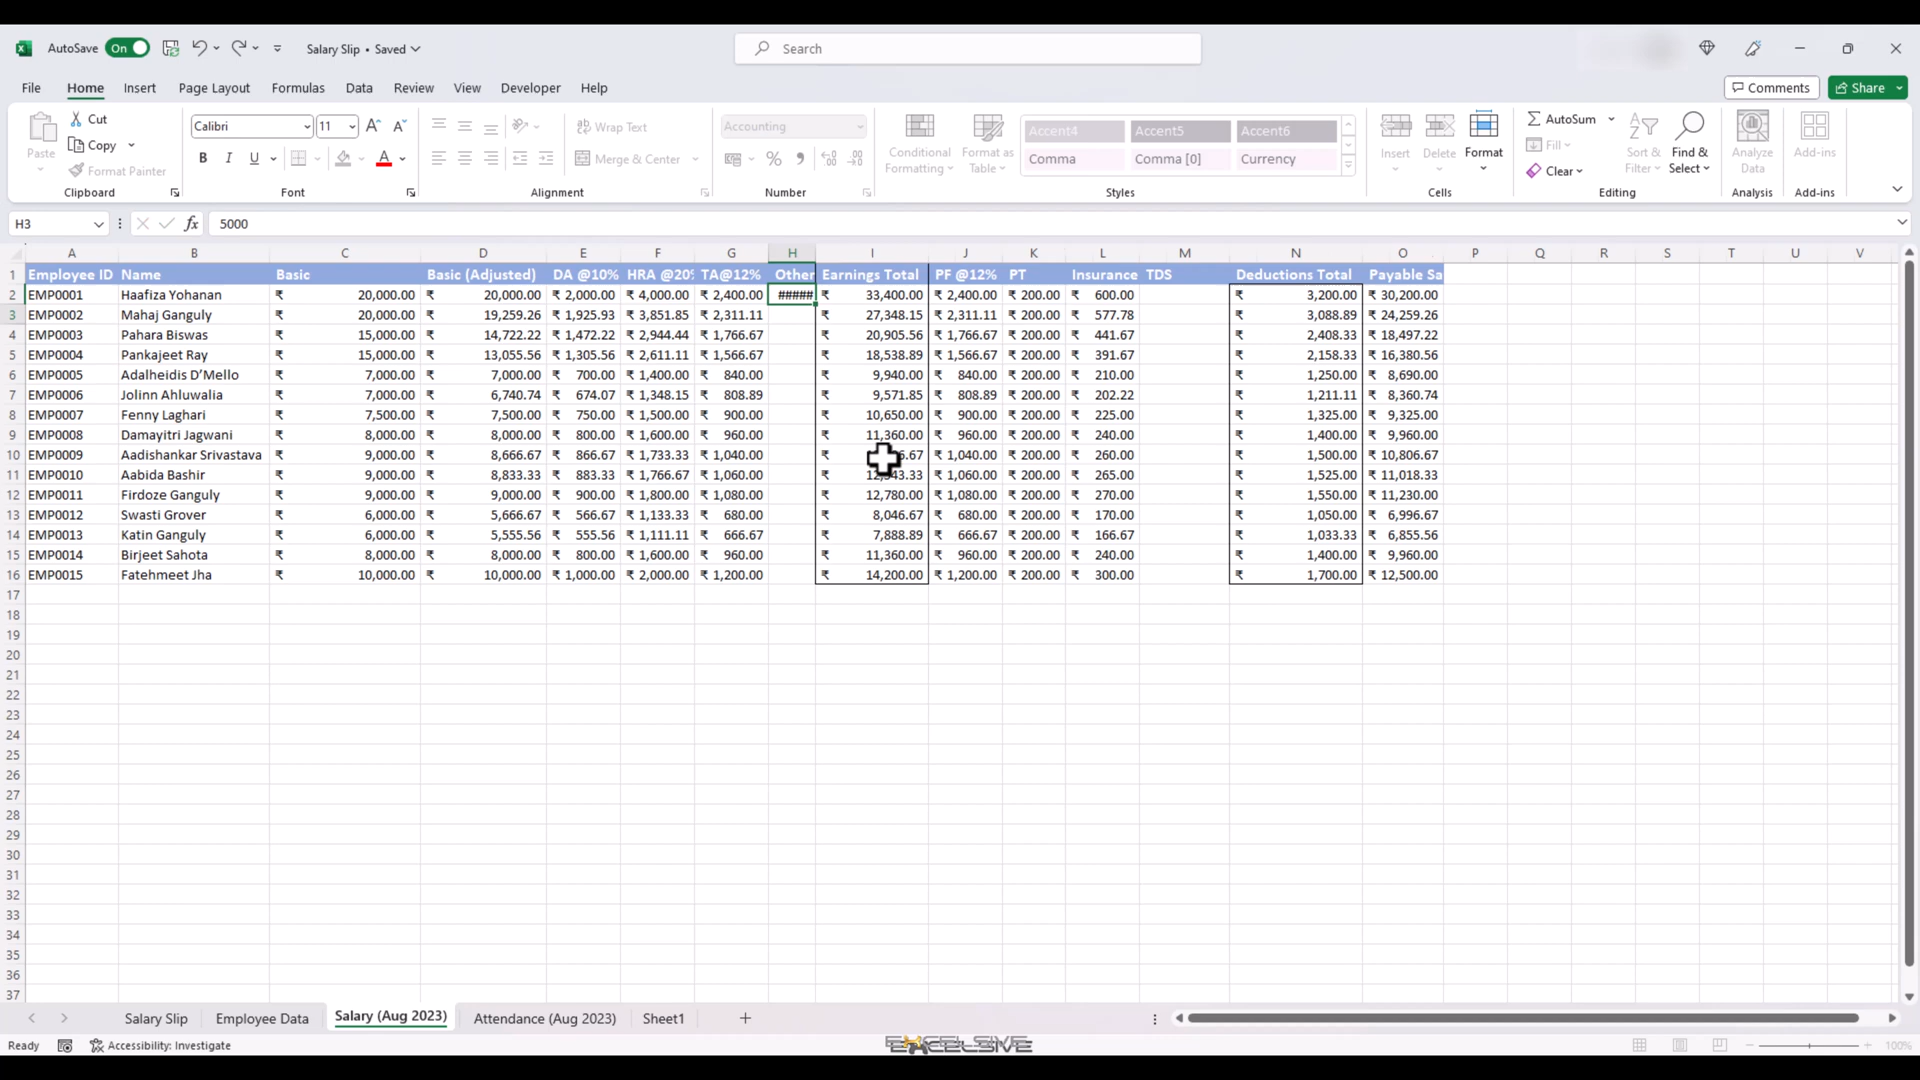 AutoSave On Salary Slip • Saved Search
File Home Insert Page Layout Formulas Data Review View Developer Help Comments Share
Paste Cut Copy Format Painter Clipboard
Calibri 11 B I U A Font
Wrap Text Merge & Center Alignment
Accounting % Number
Conditional Formatting Format as Table Accent4 Accent5 Accent6 Comma Comma [0] Currency Styles
Insert Delete Format Cells
AutoSum Fill Clear Sort & Filter Find & Select Editing
Analyze Data Analysis
Add-ins Add-ins
H3 fx 5000
A B C D E F G H I J K L M N O P Q R S T U V
1 Employee ID Name Basic Basic (Adjusted) DA @10% HRA @20% TA@12% Other Earnings Total PF @12% PT Insurance TDS Deductions Total Payable Sa
2 EMP0001 Haafiza Yohanan ₹ 20,000.00 ₹ 20,000.00 ₹ 2,000.00 ₹ 4,000.00 ₹ 2,400.00 ##### ₹ 33,400.00 ₹ 2,400.00 ₹ 200.00 ₹ 600.00 ₹ 3,200.00 ₹ 30,200.00
3 EMP0002 Mahaj Ganguly ₹ 20,000.00 ₹ 19,259.26 ₹ 1,925.93 ₹ 3,851.85 ₹ 2,311.11 ₹ 27,348.15 ₹ 2,311.11 ₹ 200.00 ₹ 577.78 ₹ 3,088.89 ₹ 24,259.26
4 EMP0003 Pahara Biswas ₹ 15,000.00 ₹ 14,722.22 ₹ 1,472.22 ₹ 2,944.44 ₹ 1,766.67 ₹ 20,905.56 ₹ 1,766.67 ₹ 200.00 ₹ 441.67 ₹ 2,408.33 ₹ 18,497.22
5 EMP0004 Pankajeet Ray ₹ 15,000.00 ₹ 13,055.56 ₹ 1,305.56 ₹ 2,611.11 ₹ 1,566.67 ₹ 18,538.89 ₹ 1,566.67 ₹ 200.00 ₹ 391.67 ₹ 2,158.33 ₹ 16,380.56
6 EMP0005 Adalheidis D’Mello ₹ 7,000.00 ₹ 7,000.00 ₹ 700.00 ₹ 1,400.00 ₹ 840.00 ₹ 9,940.00 ₹ 840.00 ₹ 200.00 ₹ 210.00 ₹ 1,250.00 ₹ 8,690.00
7 EMP0006 Jolinn Ahluwalia ₹ 7,000.00 ₹ 6,740.74 ₹ 674.07 ₹ 1,348.15 ₹ 808.89 ₹ 9,571.85 ₹ 808.89 ₹ 200.00 ₹ 202.22 ₹ 1,211.11 ₹ 8,360.74
8 EMP0007 Fenny Laghari ₹ 7,500.00 ₹ 7,500.00 ₹ 750.00 ₹ 1,500.00 ₹ 900.00 ₹ 10,650.00 ₹ 900.00 ₹ 200.00 ₹ 225.00 ₹ 1,325.00 ₹ 9,325.00
9 EMP0008 Damayitri Jagwani ₹ 8,000.00 ₹ 8,000.00 ₹ 800.00 ₹ 1,600.00 ₹ 960.00 ₹ 11,360.00 ₹ 960.00 ₹ 200.00 ₹ 240.00 ₹ 1,400.00 ₹ 9,960.00
10 EMP0009 Aadishankar Srivastava ₹ 9,000.00 ₹ 8,666.67 ₹ 866.67 ₹ 1,733.33 ₹ 1,040.00 ₹ ₹ 1,040.00 ₹ 200.00 ₹ 260.00 ₹ 1,500.00 ₹ 10,806.67
11 EMP0010 Aabida Bashir ₹ 9,000.00 ₹ 8,833.33 ₹ 883.33 ₹ 1,766.67 ₹ 1,060.00 ₹ ₹ 1,060.00 ₹ 200.00 ₹ 265.00 ₹ 1,525.00 ₹ 11,018.33
12 EMP0011 Firdoze Ganguly ₹ 9,000.00 ₹ 9,000.00 ₹ 900.00 ₹ 1,800.00 ₹ 1,080.00 ₹ 12,780.00 ₹ 1,080.00 ₹ 200.00 ₹ 270.00 ₹ 1,550.00 ₹ 11,230.00
13 EMP0012 Swasti Grover ₹ 6,000.00 ₹ 5,666.67 ₹ 566.67 ₹ 1,133.33 ₹ 680.00 ₹ 8,046.67 ₹ 680.00 ₹ 200.00 ₹ 170.00 ₹ 1,050.00 ₹ 6,996.67
14 EMP0013 Katin Ganguly ₹ 6,000.00 ₹ 5,555.56 ₹ 555.56 ₹ 1,111.11 ₹ 666.67 ₹ 7,888.89 ₹ 666.67 ₹ 200.00 ₹ 166.67 ₹ 1,033.33 ₹ 6,855.56
15 EMP0014 Birjeet Sahota ₹ 8,000.00 ₹ 8,000.00 ₹ 800.00 ₹ 1,600.00 ₹ 960.00 ₹ 11,360.00 ₹ 960.00 ₹ 200.00 ₹ 240.00 ₹ 1,400.00 ₹ 9,960.00
16 EMP0015 Fatehmeet Jha ₹ 10,000.00 ₹ 10,000.00 ₹ 1,000.00 ₹ 2,000.00 ₹ 1,200.00 ₹ 14,200.00 ₹ 1,200.00 ₹ 200.00 ₹ 300.00 ₹ 1,700.00 ₹ 12,500.00
17
18
19
20
21
22
23
24
25
26
27
28
29
30
31
32
33
34
35
36
37
Salary Slip Employee Data Salary (Aug 2023) Attendance (Aug 2023) Sheet1
Ready Accessibility: Investigate EXCELSIVE 100%